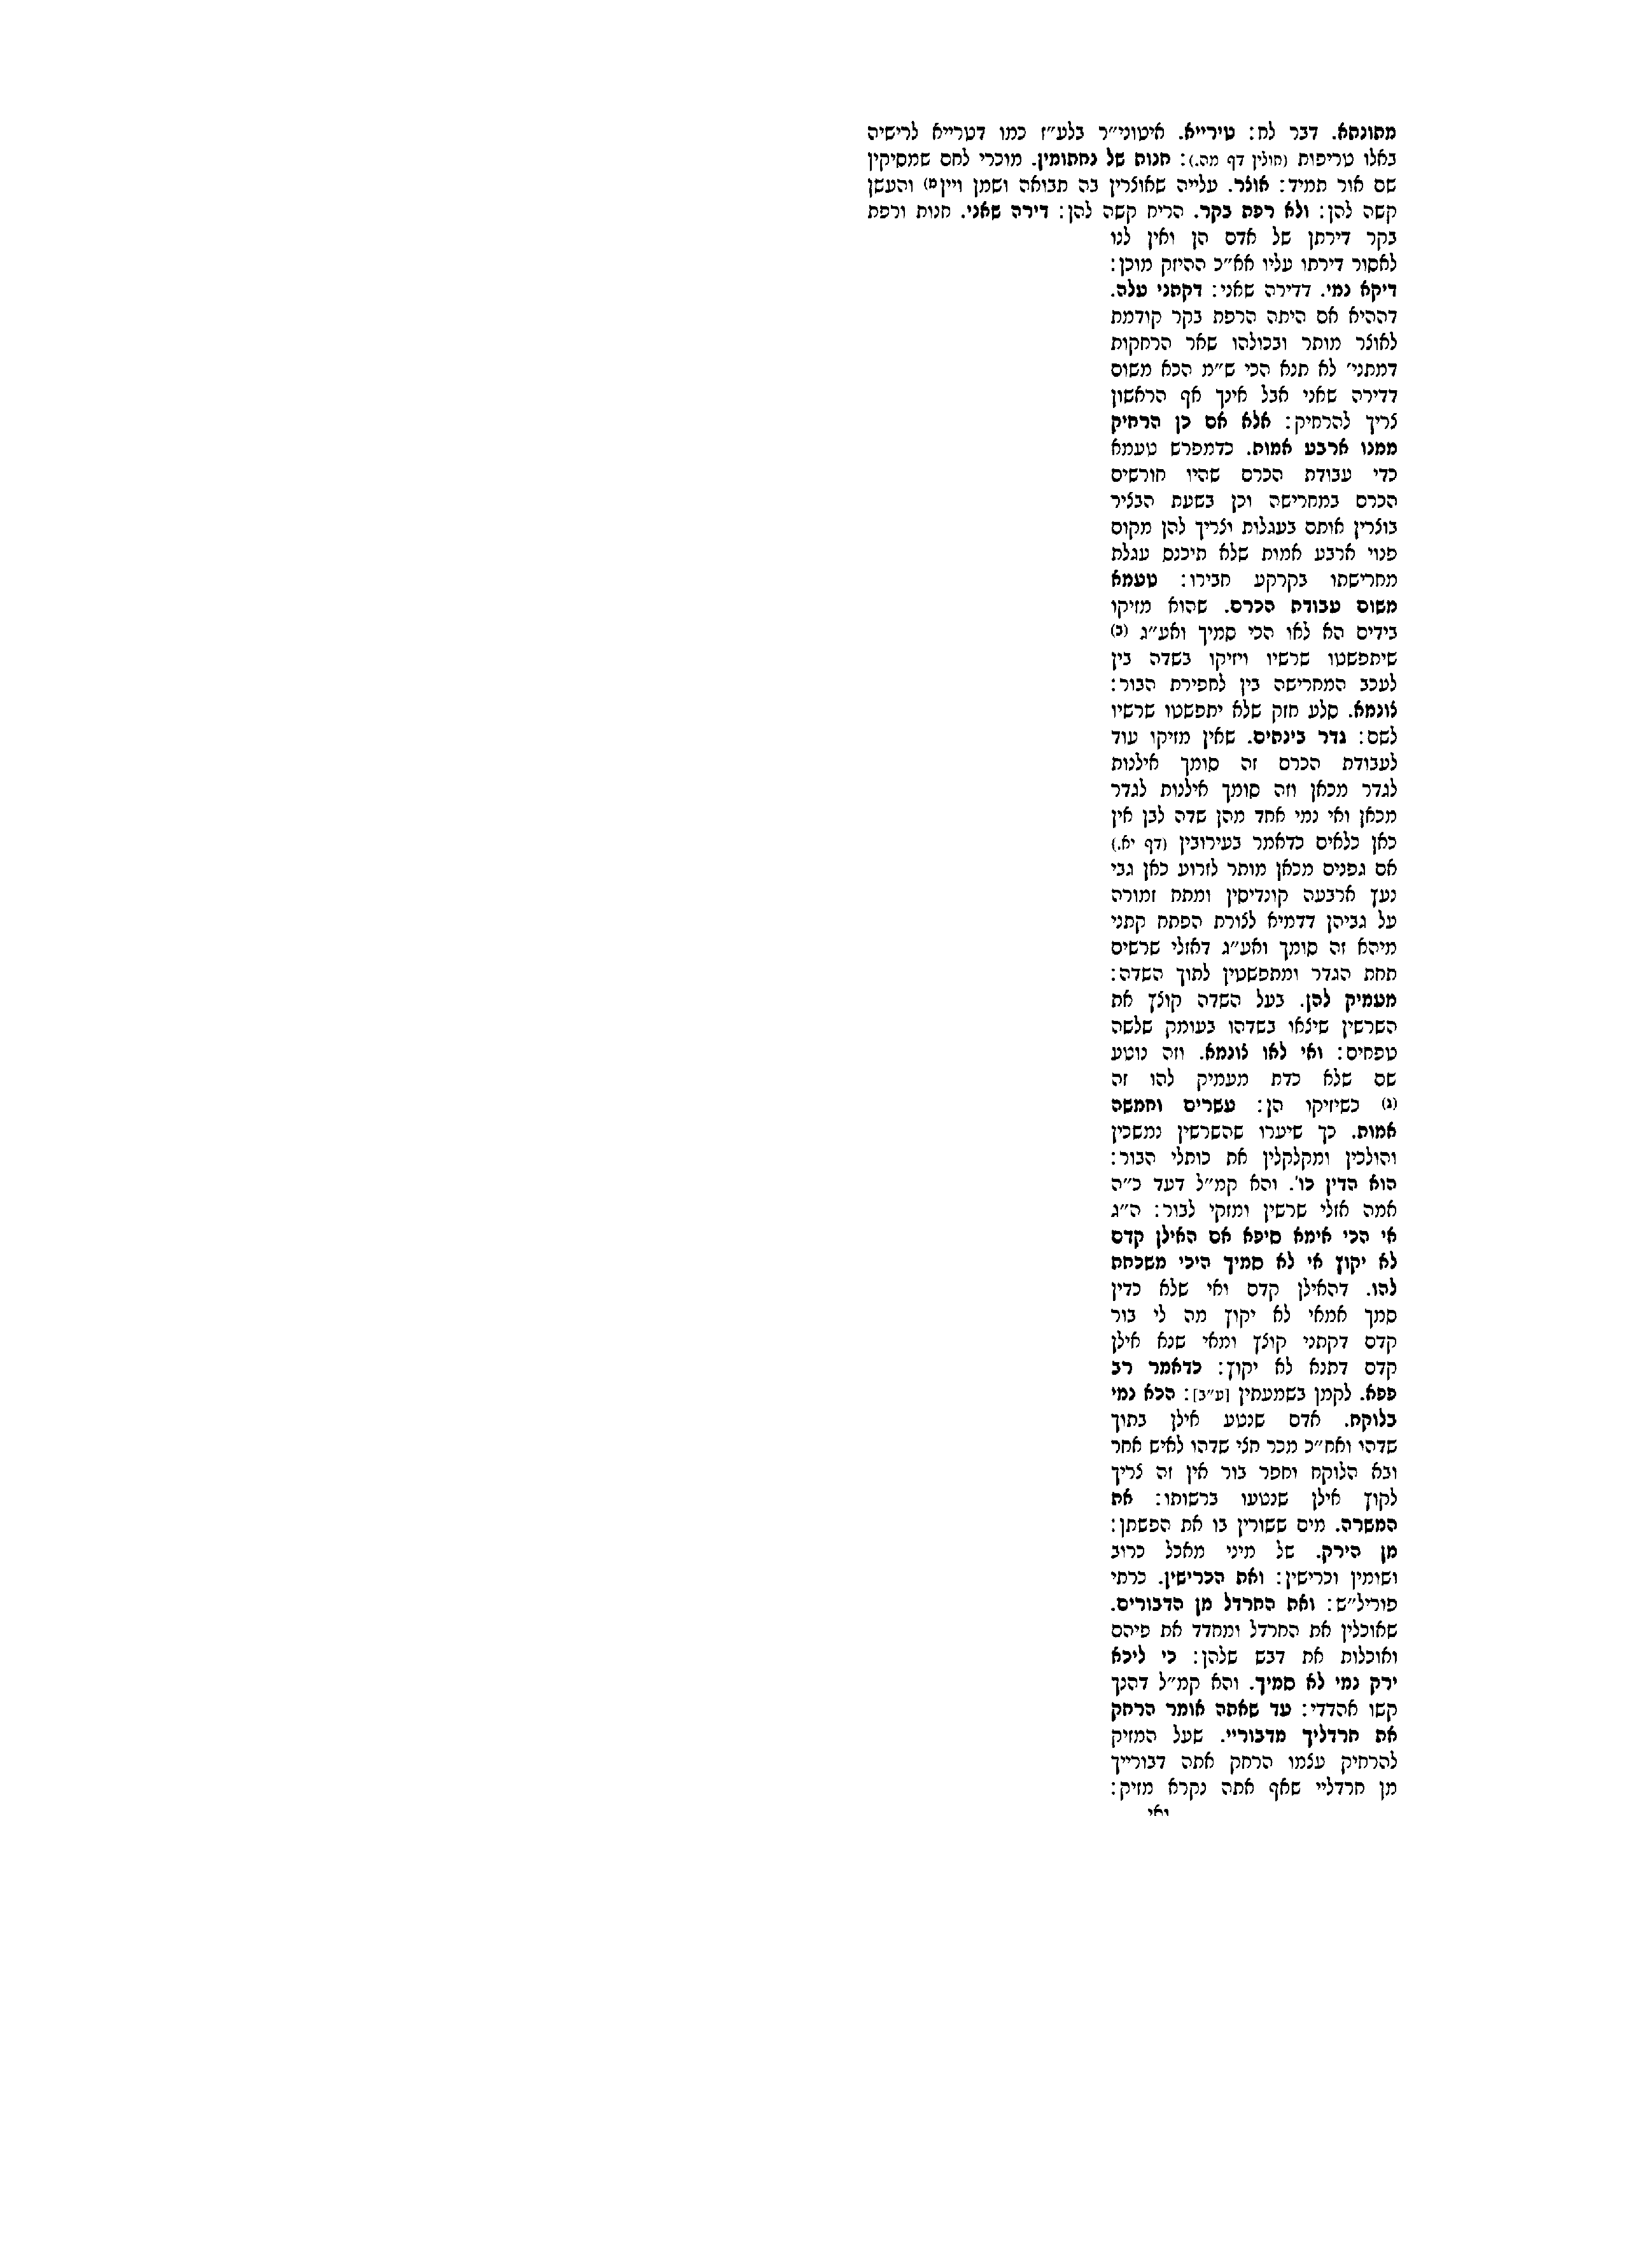 מתונתא. דבר לח: טירייא. איטוני״ר בלע״ז כמו דטרייא לרישיה
באלו טריפות (חולין דף מה.): חנות של נחתומין. מוכרי לחם שמסיקין
שם אור תמיד: אוצר. עלייה שאוצרין בה תבואה ושמן ויין מ) והעשן
קשה להן: ולא רפת בקר. הריח קשה להן: דירה שאני. חנות ורפת
בקר דירתן של אדם הן ואין לנו
לאסור דירתו עליו אא״כ ההיזק מוכן:
דיקא נמי. דדירה שאני: דקתני עלה.
דההיא אם היתה הרפת בקר קודמת
לאוצר מותר ובכולהו שאר הרחקות
דמתני׳ לא תנא הכי ש״מ הכא משום
דדירה שאני אבל אינך אף הראשון
צריך להרחיק: אלא אם כן הרחיק
ממנו ארבע אמות. כדמפרש טעמא
כדי עבודת הכרם שהיו חורשים
הכרם במחרישה וכן בשעת הבציר
בוצרין אותם בעגלות וצריך להן מקום
פנוי ארבע אמות שלא תיכנס עגלת
מחרישתו בקרקע חבירו: טעמא
משום עבודת הכרם. שהוא מזיקו
בידים הא לאו הכי סמיך ואע״ג (ב)
שיתפשטו שרשיו ויזיקו בשדה בין
לעכב המחרישה בין לחפירת הבור:
צונמא. סלע חזק שלא יתפשטו שרשיו
לשם: גדר בינתים. שאין מזיקו עוד
לעבודת הכרם זה סומך אילנות
לגדר מכאן וזה סומך אילנות לגדר
מכאן ואי נמי אחד מהן שדה לבן אין
כאן כלאים כדאמר בעירובין (דף יא.)
אם גפנים מכאן מותר לזרוע כאן גבי
נעץ ארבעה קונדיסין ומתח זמורה
על גביהן דדמיא לצורת הפתח קתני
מיהא זה סומך ואע״ג דאזלי שרשים
תחת הגדר ומתפשטין לתוך השדה:
מעמיק להן. בעל השדה קוצץ את
השרשין שיצאו בשדהו בעומק שלשה
טפחים: ואי לאו צונמא. וזה נוטע
שם שלא כדת מעמיק להו זה
(ג) כשיזיקו הן: עשרים וחמשה
אמות. כך שיערו שהשרשין נמשכין
והולכין ומקלקלין את כותלי הבור:
הוא הדין כו׳. והא קמ״ל דעד כ״ה
אמה אזלי שרשין ומזקי לבור: ה״ג
אי הכי אימא סיפא אם האילן קדם
לא יקוץ אי לא סמיך היכי משכחת
להו. דהאילן קדם ואי שלא כדין
סמך אמאי לא יקוץ מה לי בור
קדם דקתני קוצץ ומאי שנא אילן
קדם דתנא לא יקוץ: כדאמר רב
פפא. לקמן בשמעתין [ע״ב]: הכא נמי
בלוקח. אדם שנטע אילן בתוך
שדהו ואח״כ מכר חצי שדהו לאיש אחר
ובא הלוקח וחפר בור אין זה צריך
לקוץ אילן שנטעו ברשותו: את
המשרה. מים ששורין בו את הפשתן:
מן הירק. של מיני מאכל כרוב
ושומין וכרישין: ואת הכרישין. כרתי
פוריל״ש: ואת החרדל מן הדבורים.
שאוכלין את החרדל ומחדד את פיהם
ואוכלות את דבש שלהן: כי ליכא
ירק נמי לא סמיך. והא קמ״ל דהנך
קשו אהדדי: עד שאתה אומר הרחק
את חרדליך מדבוריי. שעל המזיק
להרחיק עצמו הרחק אתה דבורייך
מן חרדליי שאף אתה נקרא מזיק:
ואי